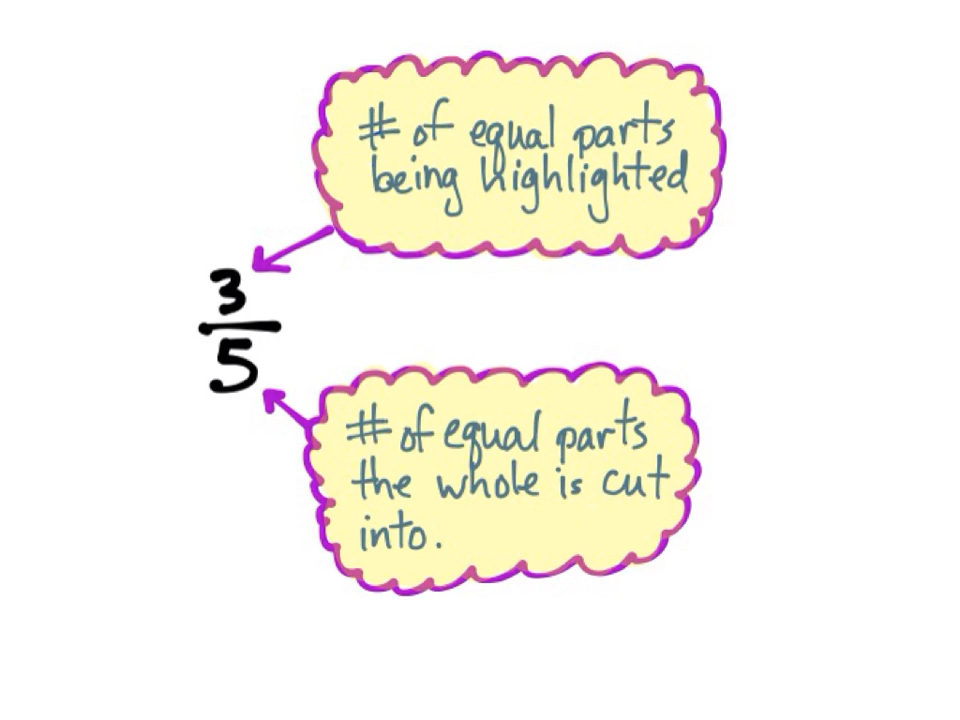 # of equal parts
being highlighted
3
5
# of equal parts
the whole is cut
into.